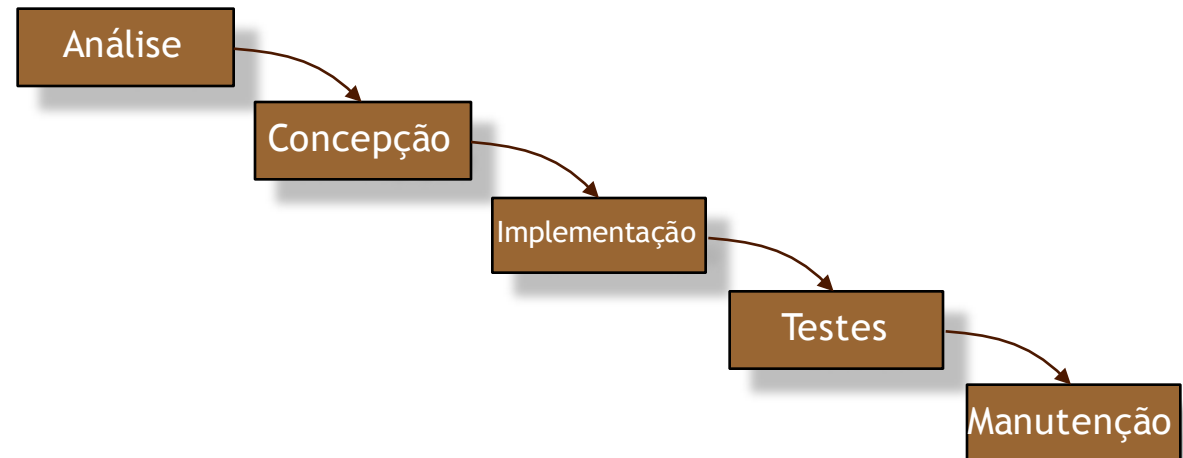 Análise
Concepção
Implementação
Testes
Manutenção